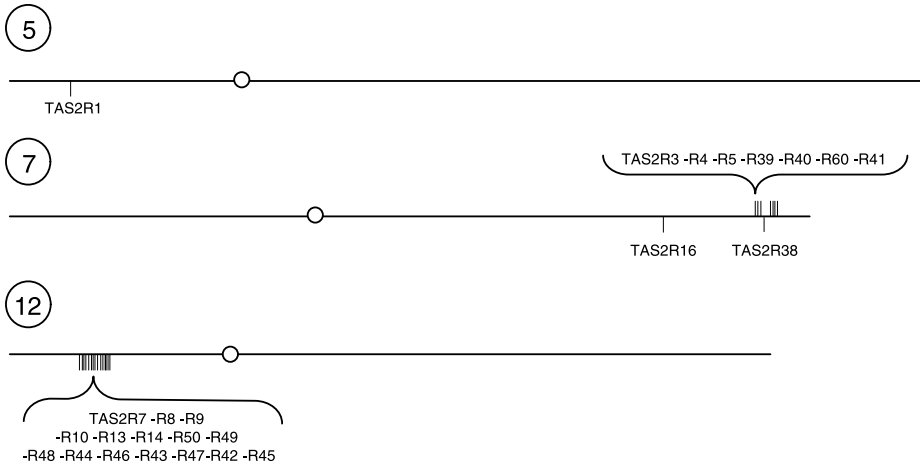 5
TAS2R1
7
TAS2R3 -R4 -R5 -R39 -R40 -R60 -R41
TAS2R16
TAS2R38
12
TAS2R7 -R8 -R9
-R10 -R13 -R14 -R50 -R49
-R48 -R44 -R46 -R43 -R47-R42 -R45